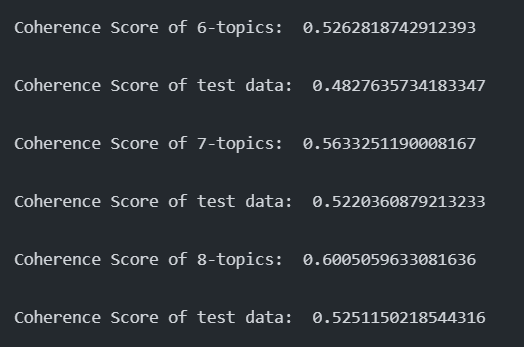 Coherence Score of 6-topics:  0.5262818742912393
Coherence Score of test data:  0.4827635734183347
Coherence Score of 7-topics:  0.5633251190008167
Coherence Score of test data:  0.5220360879213233
Coherence Score of 8-topics:  0.6005059633081636
Coherence Score of test data:  0.5251150218544316